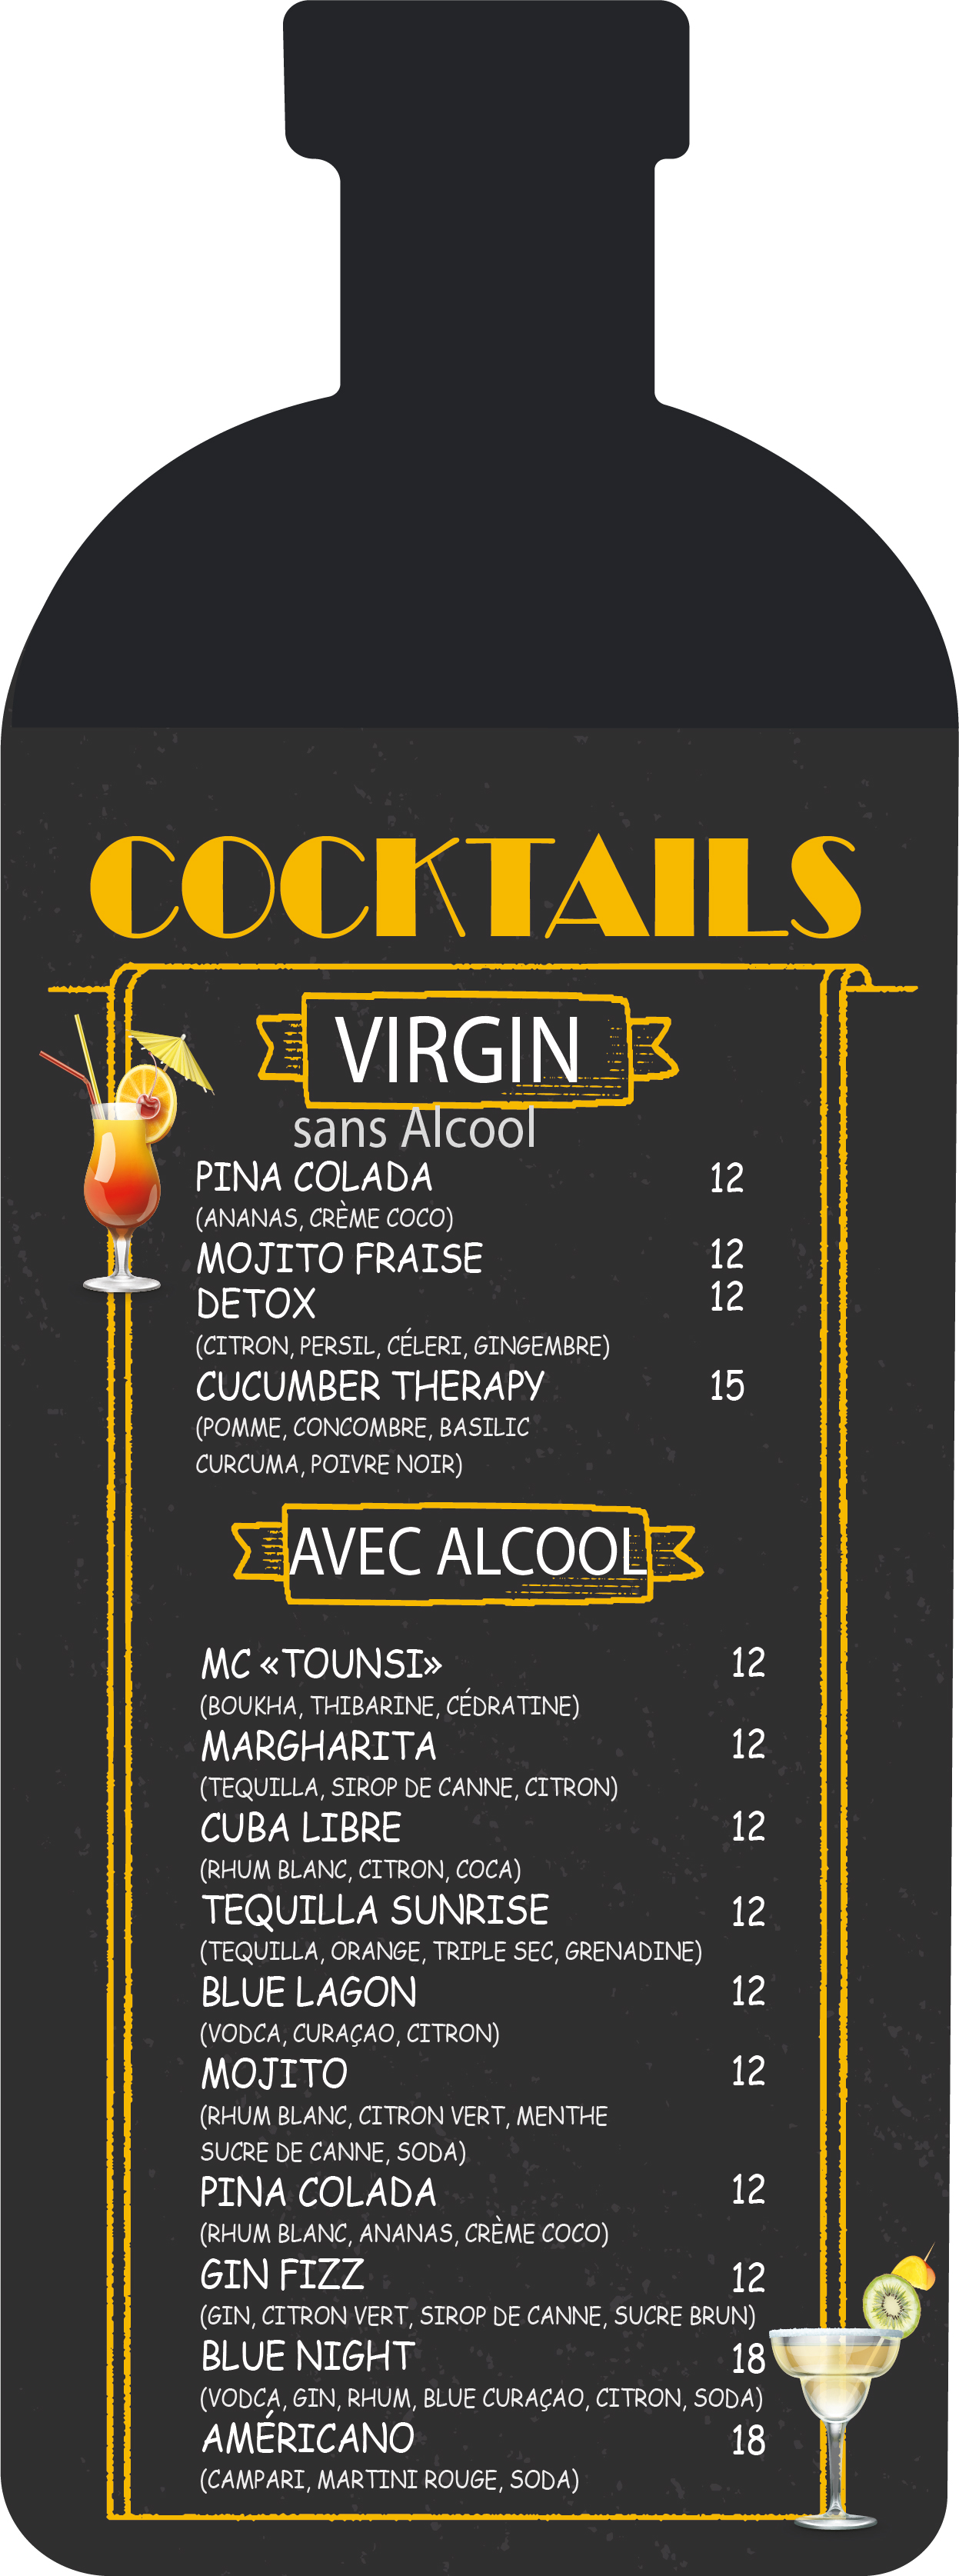 COCKTAILS
VIRGIN
sans Alcool
PINA COLADA 12
(ANANAS, CRÈME COCO)
MOJITO FRAISE 12
DETOX 12
(CITRON, PERSIL, CÉLERI, GINGEMBRE)
CUCUMBER THERAPY 15
(POMME, CONCOMBRE, BASILIC
CURCUMA, POIVRE NOIR)
AVEC ALCOOL
MC «TOUNSI» 12
(BOUKHA, THIBARINE, CÉDRATINE)
MARGHARITA 12
(TEQUILLA, SIROP DE CANNE, CITRON)
CUBA LIBRE 12
(RHUM BLANC, CITRON, COCA)
TEQUILLA SUNRISE 12
(TEQUILLA, ORANGE, TRIPLE SEC, GRENADINE)
BLUE LAGON 12
(VODCA, CURAÇAO, CITRON)
MOJITO 12
(RHUM BLANC, CITRON VERT, MENTHE
SUCRE DE CANNE, SODA)
PINA COLADA 12
(RHUM BLANC, ANANAS, CRÈME COCO)
GIN FIZZ 12
(GIN, CITRON VERT, SIROP DE CANNE, SUCRE BRUN)
BLUE NIGHT 18
(VODCA, GIN, RHUM, BLUE CURAÇAO, CITRON, SODA)
AMÉRICANO 18
(CAMPARI, MARTINI ROUGE, SODA)